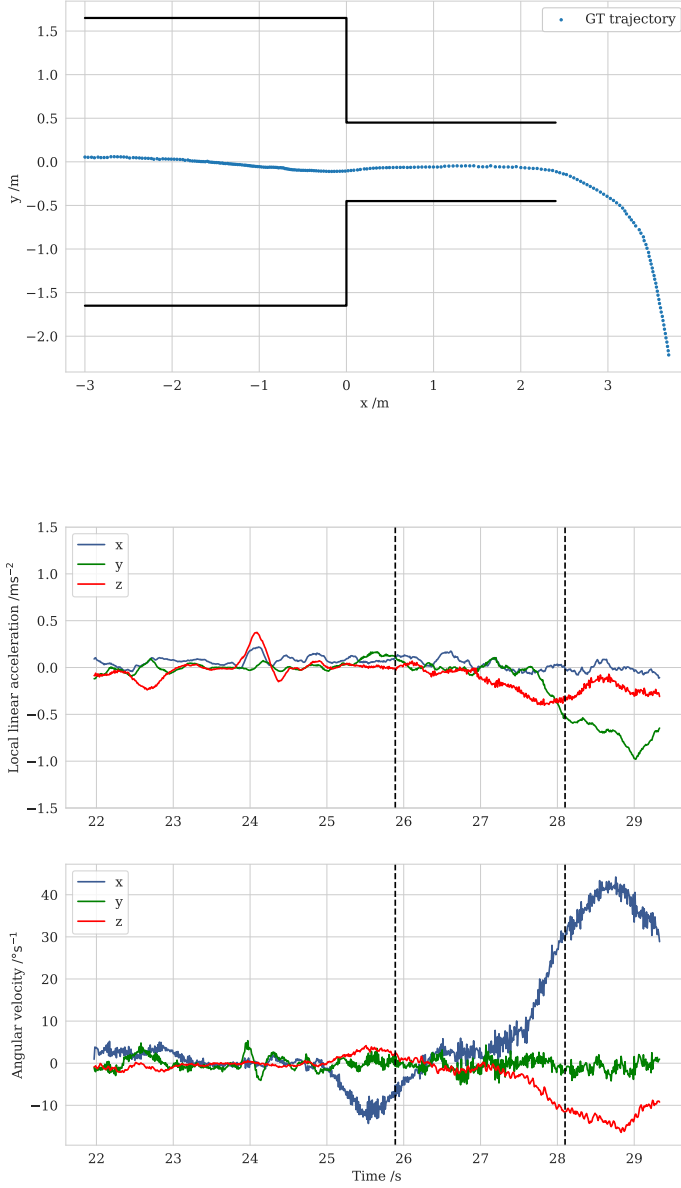 GT trajectory
1.5
1.0
0.5
0.0
−0.5
−1.0
−1.5
−2.0
y /m
−3 −2 −1 0 1 2 3
x /m
1.5
1.0
0.5
0.0
−0.5
−1.0
−1.5
Local linear acceleration /ms⁻²
x
y
z
22 23 24 25 26 27 28 29
40
30
20
10
0
−10
Angular velocity /°s⁻¹
x
y
z
22 23 24 25 26 27 28 29
Time /s